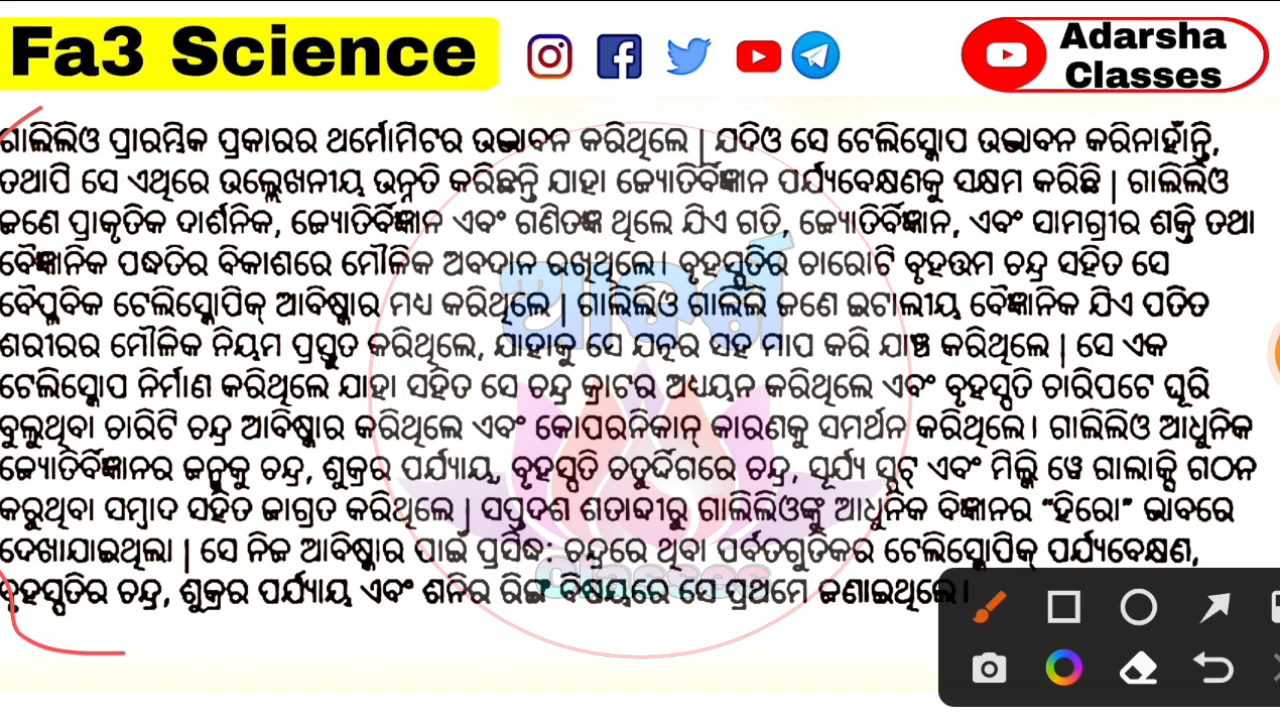 Fa3 Science
Adarsha
Classes
ଗାଲିଲିଓ ପ୍ରାରମ୍ଭିକ ପ୍ରକାରର ଥର୍ମୋମିଟର ଉଦ୍ଭାବନ କରିଥିଲେ | ଯଦିଓ ସେ ଟେଲିସ୍କୋପ ଉଦ୍ଭାବନ କରିନାହାଁନ୍ତି,
ତଥାପି ସେ ଏଥିରେ ଉଲ୍ଲେଖନୀୟ ଉନ୍ନତି କରିଛନ୍ତି ଯାହା ଜ୍ୟୋତିର୍ବିଜ୍ଞାନ ପର୍ଯ୍ୟବେକ୍ଷଣକୁ ସକ୍ଷମ କରିଛି | ଗାଲିଲିଓ
ଜଣେ ପ୍ରାକୃତିକ ଦାର୍ଶନିକ, ଜ୍ୟୋତିର୍ବିଜ୍ଞାନ ଏବଂ ଗଣିତଜ୍ଞ ଥିଲେ ଯିଏ ଗତି, ଜ୍ୟୋତିର୍ବିଜ୍ଞାନ, ଏବଂ ସାମଗ୍ରୀର ଶକ୍ତି ତଥା
ବୈଜ୍ଞାନିକ ପଦ୍ଧତିର ବିକାଶରେ ମୌଳିକ ଅବଦାନ ରଖିଥିଲେ। ବୃହସ୍ପତିର ଚାରୋଟି ବୃହତ୍ତମ ଚନ୍ଦ୍ର ସହିତ ସେ
ବୈପ୍ଳବିକ ଟେଲିସ୍କୋପିକ୍ ଆବିଷ୍କାର ମଧ୍ୟ କରିଥିଲେ | ଗାଲିଲିଓ ଗାଲିଲି ଜଣେ ଇଟାଲୀୟ ବୈଜ୍ଞାନିକ ଯିଏ ପତିତ
ଶରୀରର ମୌଳିକ ନିୟମ ପ୍ରସ୍ତୁତ କରିଥିଲେ, ଯାହାକୁ ସେ ଯତ୍ନର ସହ ମାପ କରି ଯାଞ୍ଚ କରିଥିଲେ | ସେ ଏକ
ଟେଲିସ୍କୋପ ନିର୍ମାଣ କରିଥିଲେ ଯାହା ସହିତ ସେ ଚନ୍ଦ୍ର କ୍ରାଟର ଅଧ୍ୟୟନ କରିଥିଲେ ଏବଂ ବୃହସ୍ପତି ଚାରିପଟେ ଘୂରି
ବୁଲୁଥିବା ଚାରିଟି ଚନ୍ଦ୍ର ଆବିଷ୍କାର କରିଥିଲେ ଏବଂ କୋପରନିକାନ୍ କାରଣକୁ ସମର୍ଥନ କରିଥିଲେ। ଗାଲିଲିଓ ଆଧୁନିକ
ଜ୍ୟୋତିର୍ବିଜ୍ଞାନର ଜନ୍ମକୁ ଚନ୍ଦ୍ର, ଶୁକ୍ରର ପର୍ଯ୍ୟାୟ, ବୃହସ୍ପତି ଚତୁର୍ଦ୍ଦିଗରେ ଚନ୍ଦ୍ର, ସୂର୍ଯ୍ୟ ସ୍ପଟ୍ ଏବଂ ମିଲ୍କି ୱେ ଗାଲାକ୍ସି ଗଠନ
କରୁଥିବା ସମ୍ବାଦ ସହିତ ଜାଗ୍ରତ କରିଥିଲେ | ସପ୍ତଦଶ ଶତାବ୍ଦୀରୁ ଗାଲିଲିଓଙ୍କୁ ଆଧୁନିକ ବିଜ୍ଞାନର “ହିରୋ” ଭାବରେ
ଦେଖାଯାଇଥିଲା | ସେ ନିଜ ଆବିଷ୍କାର ପାଇଁ ପ୍ରସିଦ୍ଧ: ଚନ୍ଦ୍ରରେ ଥିବା ପର୍ବତଗୁଡିକର ଟେଲିସ୍କୋପିକ୍ ପର୍ଯ୍ୟବେକ୍ଷଣ,
ବୃହସ୍ପତିର ଚନ୍ଦ୍ର, ଶୁକ୍ରର ପର୍ଯ୍ୟାୟ ଏବଂ ଶନିର ରିଙ୍ଗ ବିଷୟରେ ସେ ପ୍ରଥମେ ଜଣାଇଥିଲେ।
ଆଦର୍ଶ
Classes